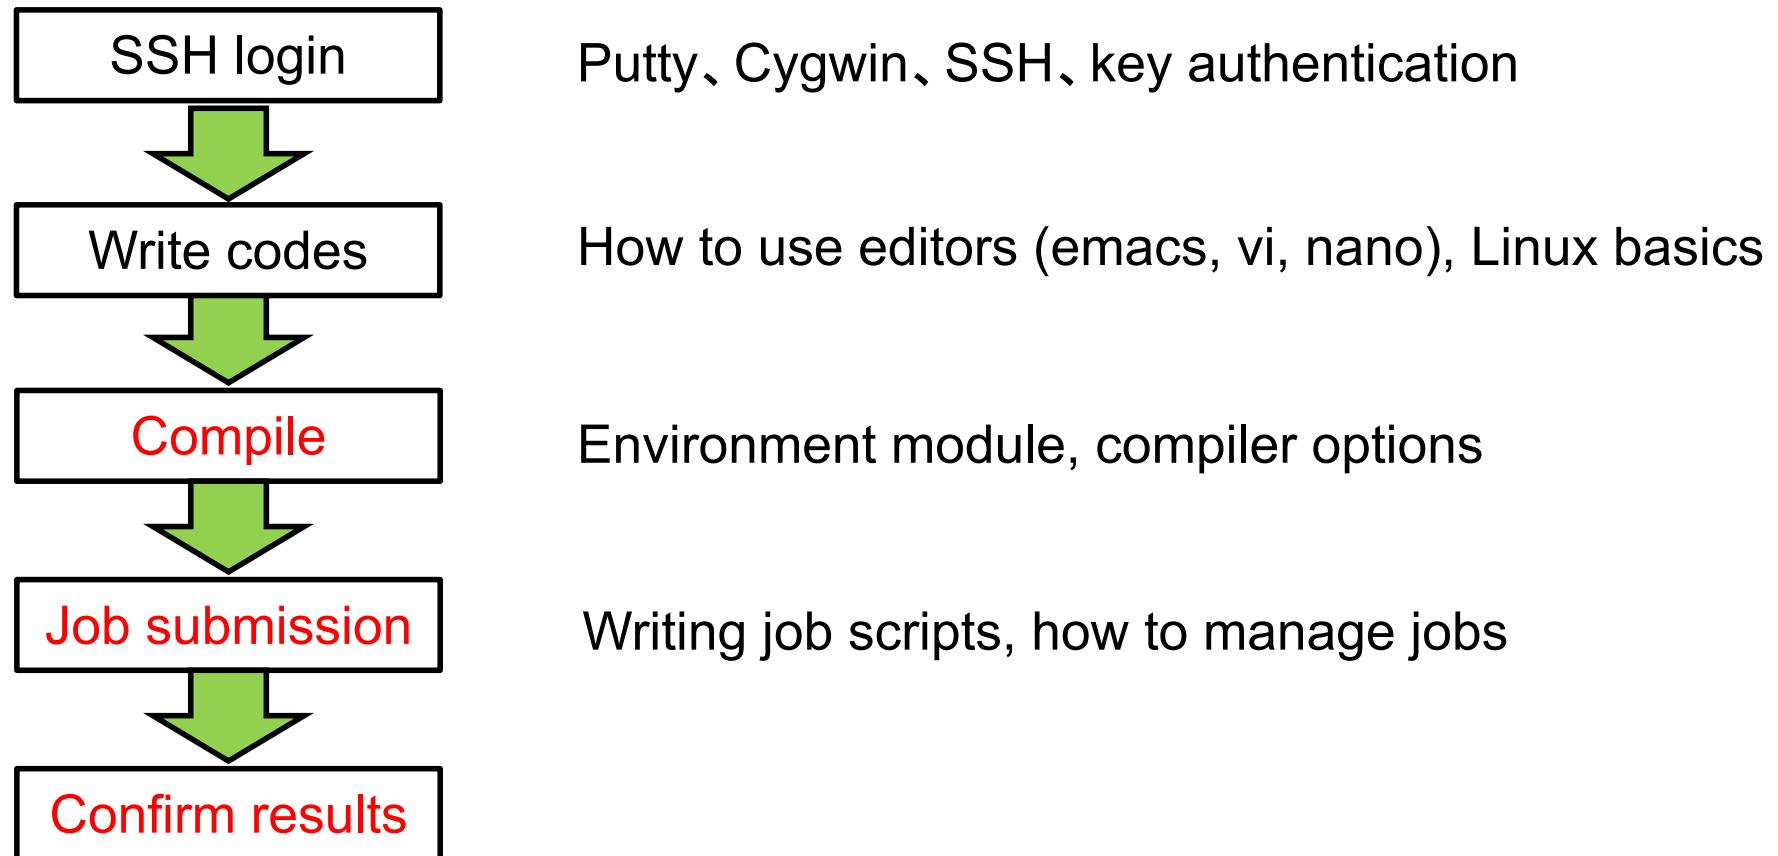 SSH login
Putty、Cygwin、SSH、key authentication
Write codes
How to use editors (emacs, vi, nano), Linux basics
Compile
Environment module, compiler options
Job submission
Writing job scripts, how to manage jobs
Confirm results